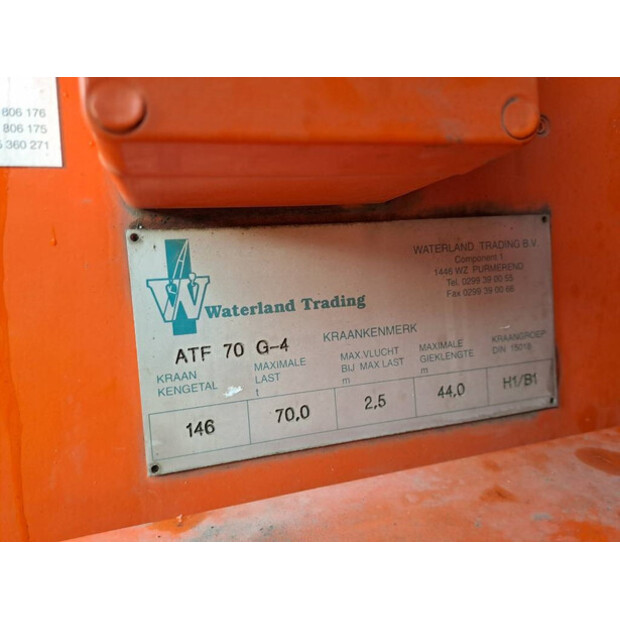 806 176
806 175
360 271
WATERLAND TRADING B.V.
Component 1
1446 WZ PURMEREND
Tel. 0299 39 00 55
Fax 0299 39 00 66
W
Waterland Trading
KRAANKENMERK
ATF 70 G-4
KRAAN KENGETAL
MAXIMALE LAST t
MAX.VLUCHT BIJ MAX LAST m
MAXIMALE GIEKLENGTE m
KRAANGROEP DIN 15018
146 70,0 2,5 44,0 H1/B1